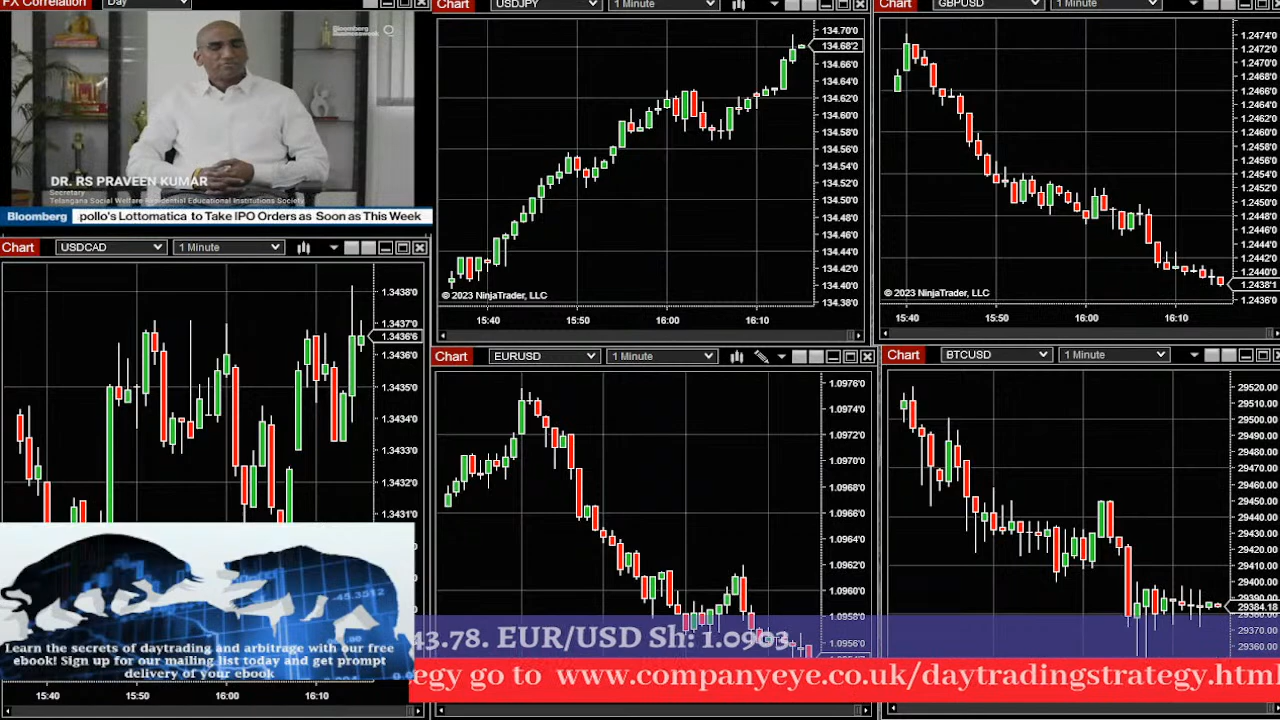 FX Correlation
Day
Bloomberg
Businessweek
DR. RS PRAVEEN KUMAR
Secretary
Telangana Social Welfare Residential Educational Institutions Society
Bloomberg
pollo's Lottomatica to Take IPO Orders as Soon as This Week
Chart
USDJPY
1 Minute
134.70'0
134.68'2
134.66'0
134.64'0
134.62'0
134.60'0
134.58'0
134.56'0
134.54'0
134.52'0
134.50'0
134.48'0
134.46'0
134.44'0
134.42'0
134.40'0
134.38'0
© 2023 NinjaTrader, LLC
15:40
15:50
16:00
16:10
Chart
GBPUSD
1 Minute
1.2474'0
1.2472'0
1.2470'0
1.2468'0
1.2466'0
1.2464'0
1.2462'0
1.2460'0
1.2458'0
1.2456'0
1.2454'0
1.2452'0
1.2450'0
1.2448'0
1.2446'0
1.2444'0
1.2442'0
1.2440'0
1.2438'1
1.2436'0
© 2023 NinjaTrader, LLC
15:40
15:50
16:00
16:10
Chart
USDCAD
1 Minute
1.3438'0
1.3437'0
1.3436'6
1.3436'0
1.3435'0
1.3434'0
1.3433'0
1.3432'0
1.3431'0
15:40
15:50
16:00
16:10
Chart
EURUSD
1 Minute
1.0976'0
1.0974'0
1.0972'0
1.0970'0
1.0968'0
1.0966'0
1.0964'0
1.0962'0
1.0960'0
1.0958'0
1.0956'0
Chart
BTCUSD
1 Minute
29520.00
29510.00
29500.00
29490.00
29480.00
29470.00
29460.00
29450.00
29440.00
29430.00
29420.00
29410.00
29400.00
29390.00
29384.18
29370.00
29360.00
-45.3512
Learn the secrets of daytrading and arbitrage with our free
ebook! Sign up for our mailing list today and get prompt
delivery of your ebook
43.78. EUR/USD Sh: 1.0903.
egy go to www.companyeye.co.uk/daytradingstrategy.html